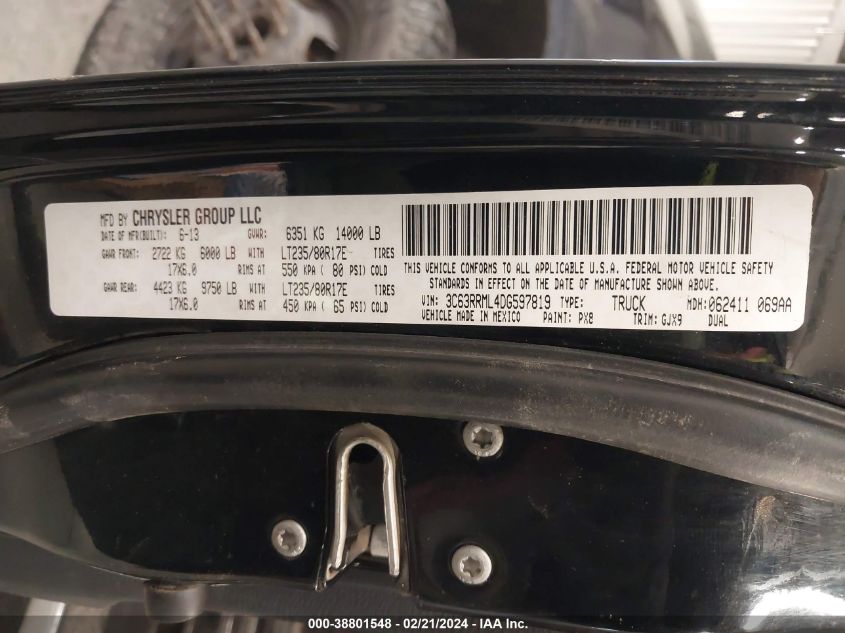 MFD BY CHRYSLER GROUP LLC
DATE OF MFR(BUILT): 6-13 GVWR: 6351 KG 14000 LB
GAWR FRONT: 2722 KG 6000 LB WITH LT235/80R17E TIRES
17X6.0 RIMS AT 550 KPA ( 80 PSI) COLD
GAWR REAR: 4423 KG 9750 LB WITH LT235/80R17E TIRES
17X6.0 RIMS AT 450 KPA ( 65 PSI) COLD
THIS VEHICLE CONFORMS TO ALL APPLICABLE U.S.A. FEDERAL MOTOR VEHICLE SAFETY
STANDARDS IN EFFECT ON THE DATE OF MANUFACTURE SHOWN ABOVE.
VIN: 3C63RRML4DG597819 TYPE: TRUCK MDH: 062411 069AA
VEHICLE MADE IN MEXICO PAINT: PX8 TRIM: GJX9 DUAL
000-38801548 - 02/21/2024 - IAA Inc.